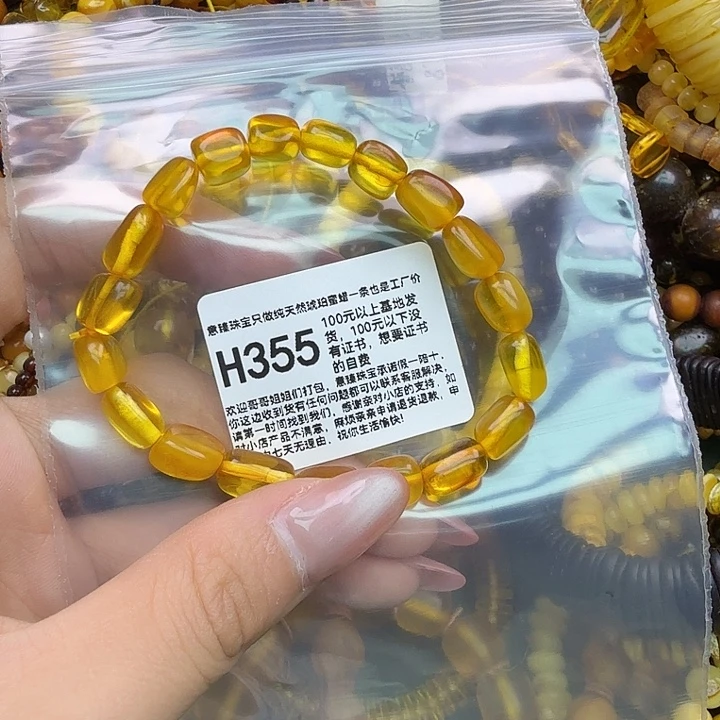 意臻珠宝只做纯天然琥珀蜜蜡一条也是工厂价
H355
100元以上基地发
货，100元以下没
有证书，想要证书
的自费
欢迎哥哥姐姐们打包，意臻珠宝承诺假一赔十，
你这边收到货有任何问题都可以联系客服解决，
请第一时间找到我们，感谢亲对小店的支持，如
对小店产品不满意，麻烦亲亲申请退货退款，申
七天无理由，祝你生活愉快！